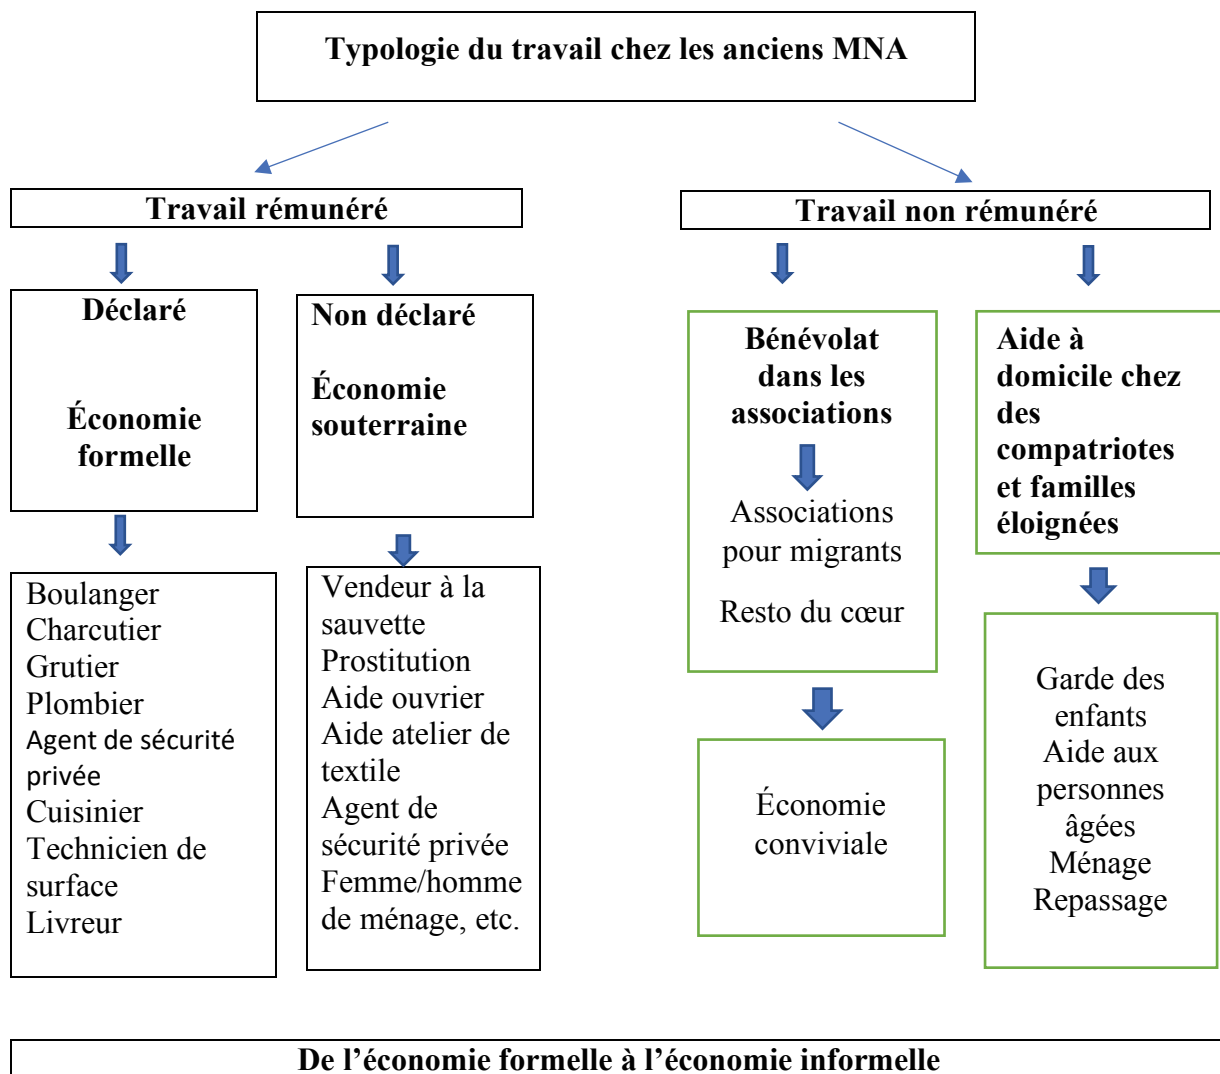 Typologie du travail chez les anciens MNA
Travail rémunéré
Travail non rémunéré
Déclaré
Économie
formelle
Non déclaré
Économie
souterraine
Bénévolat
dans les
associations
Associations
pour migrants
Resto du cœur
Aide à
domicile chez
des
compatriotes
et familles
éloignées
Boulanger
Charcutier
Grutier
Plombier
Agent de sécurité
privée
Cuisinier
Technicien de
surface
Livreur
Vendeur à la
sauvette
Prostitution
Aide ouvrier
Aide atelier de
textile
Agent de
sécurité privée
Femme/homme
de ménage, etc.
Économie
conviviale
Garde des
enfants
Aide aux
personnes
âgées
Ménage
Repassage
De l’économie formelle à l’économie informelle